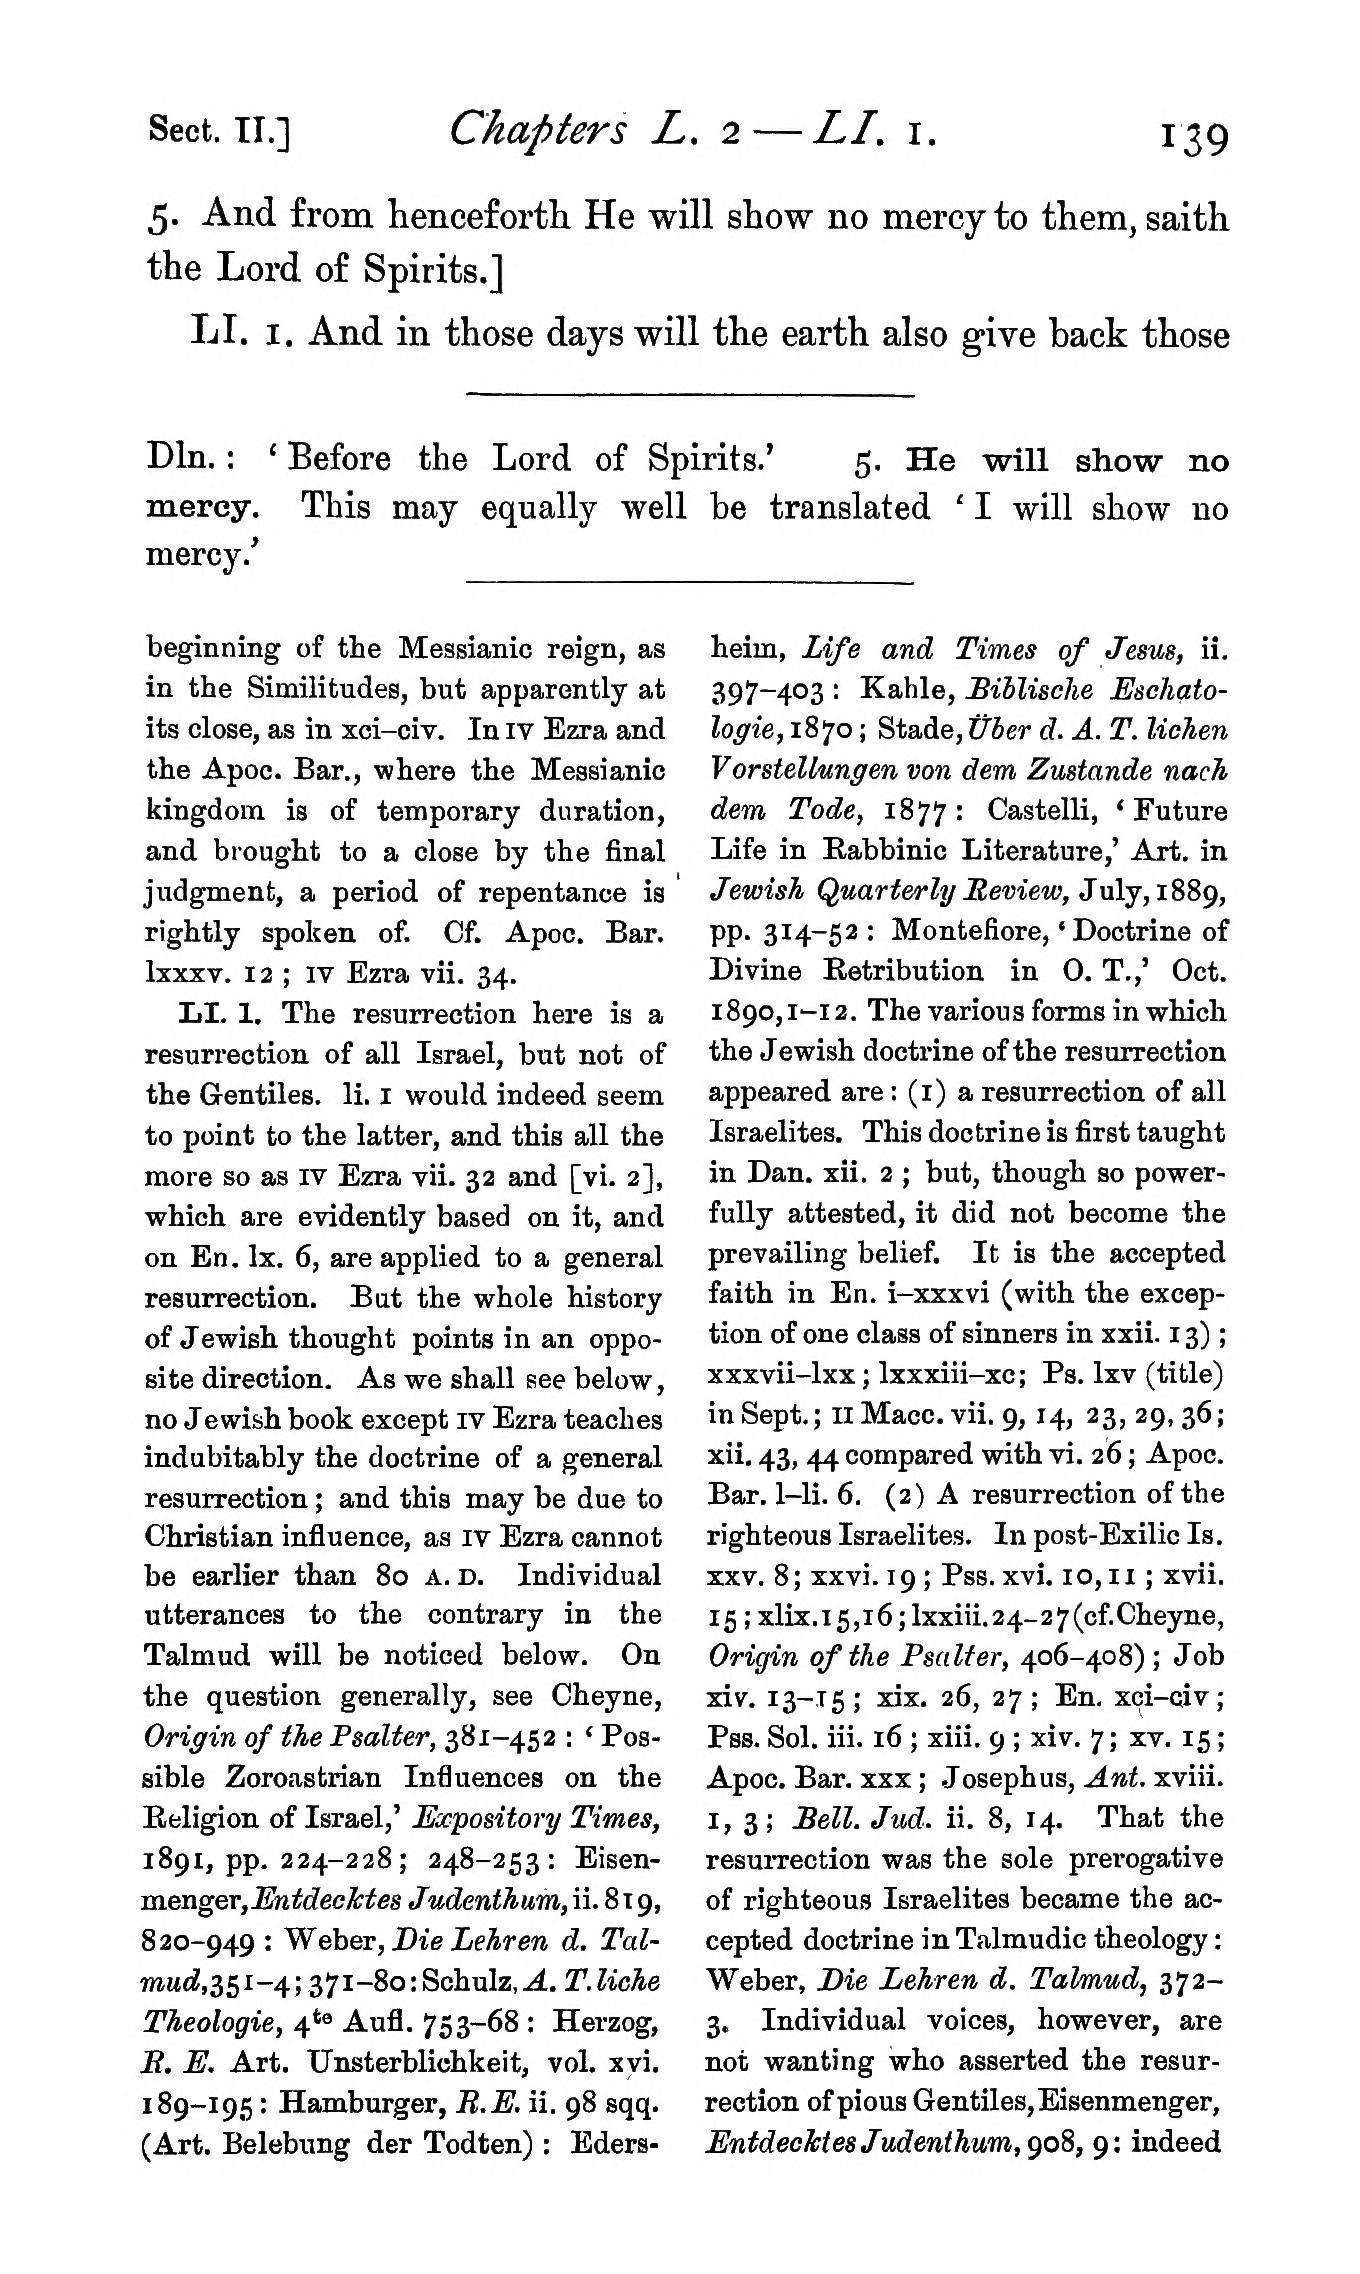 Sect. II.] Chapters L. 2 — LI. 1. 139
5. And from henceforth He will show no mercy to them, saith
the Lord of Spirits.]
LI. 1. And in those days will the earth also give back those
Dln.: ‘Before the Lord of Spirits.’ 5. He will show no
mercy. This may equally well be translated ‘I will show no
mercy.’
beginning of the Messianic reign, as
in the Similitudes, but apparently at
its close, as in xci–civ. In IV Ezra and
the Apoc. Bar., where the Messianic
kingdom is of temporary duration,
and brought to a close by the final
judgment, a period of repentance is
rightly spoken of. Cf. Apoc. Bar.
lxxxv. 12; IV Ezra vii. 34.
LI. 1. The resurrection here is a
resurrection of all Israel, but not of
the Gentiles. li. 1 would indeed seem
to point to the latter, and this all the
more so as IV Ezra vii. 32 and [vi. 2],
which are evidently based on it, and
on En. lx. 6, are applied to a general
resurrection. But the whole history
of Jewish thought points in an oppo-
site direction. As we shall see below,
no Jewish book except IV Ezra teaches
indubitably the doctrine of a general
resurrection; and this may be due to
Christian influence, as IV Ezra cannot
be earlier than 80 A.D. Individual
utterances to the contrary in the
Talmud will be noticed below. On
the question generally, see Cheyne,
Origin of the Psalter, 381–452: ‘Pos-
sible Zoroastrian Influences on the
Religion of Israel,’ Expository Times,
1891, pp. 224–228; 248–253: Eisen-
menger, Entdecktes Judenthum, ii. 819,
820–949: Weber, Die Lehren d. Tal-
mud, 351–4; 371–80: Schulz, A. T. liche
Theologie, 4te Aufl. 753–68: Herzog,
R. E. Art. Unsterblichkeit, vol. xvi.
189–195: Hamburger, R.E. ii. 98 sqq.
(Art. Belebung der Todten): Eders-
heim, Life and Times of Jesus, ii.
397–403: Kahle, Biblische Eschato-
logie, 1870; Stade, Über d. A. T. lichen
Vorstellungen von dem Zustande nach
dem Tode, 1877: Castelli, ‘Future
Life in Rabbinic Literature,’ Art. in
Jewish Quarterly Review, July, 1889,
pp. 314–52: Montefiore, ‘Doctrine of
Divine Retribution in O. T.,’ Oct.
1890, 1–12. The various forms in which
the Jewish doctrine of the resurrection
appeared are: (1) a resurrection of all
Israelites. This doctrine is first taught
in Dan. xii. 2; but, though so power-
fully attested, it did not become the
prevailing belief. It is the accepted
faith in En. i–xxxvi (with the excep-
tion of one class of sinners in xxii. 13);
xxxvii–lxx; lxxxiii–xc; Ps. lxv (title)
in Sept.; II Macc. vii. 9, 14, 23, 29, 36;
xii. 43, 44 compared with vi. 26; Apoc.
Bar. l–li. 6. (2) A resurrection of the
righteous Israelites. In post-Exilic Is.
xxv. 8; xxvi. 19; Pss. xvi. 10, 11; xvii.
15; xlix. 15, 16; lxxiii. 24–27 (cf. Cheyne,
Origin of the Psalter, 406–408); Job
xiv. 13–15; xix. 26, 27; En. xci–civ;
Pss. Sol. iii. 16; xiii. 9; xiv. 7; xv. 15;
Apoc. Bar. xxx; Josephus, Ant. xviii.
1, 3; Bell. Jud. ii. 8, 14. That the
resurrection was the sole prerogative
of righteous Israelites became the ac-
cepted doctrine in Talmudic theology:
Weber, Die Lehren d. Talmud, 372–
3. Individual voices, however, are
not wanting who asserted the resur-
rection of pious Gentiles, Eisenmenger,
Entdecktes Judenthum, 908, 9: indeed